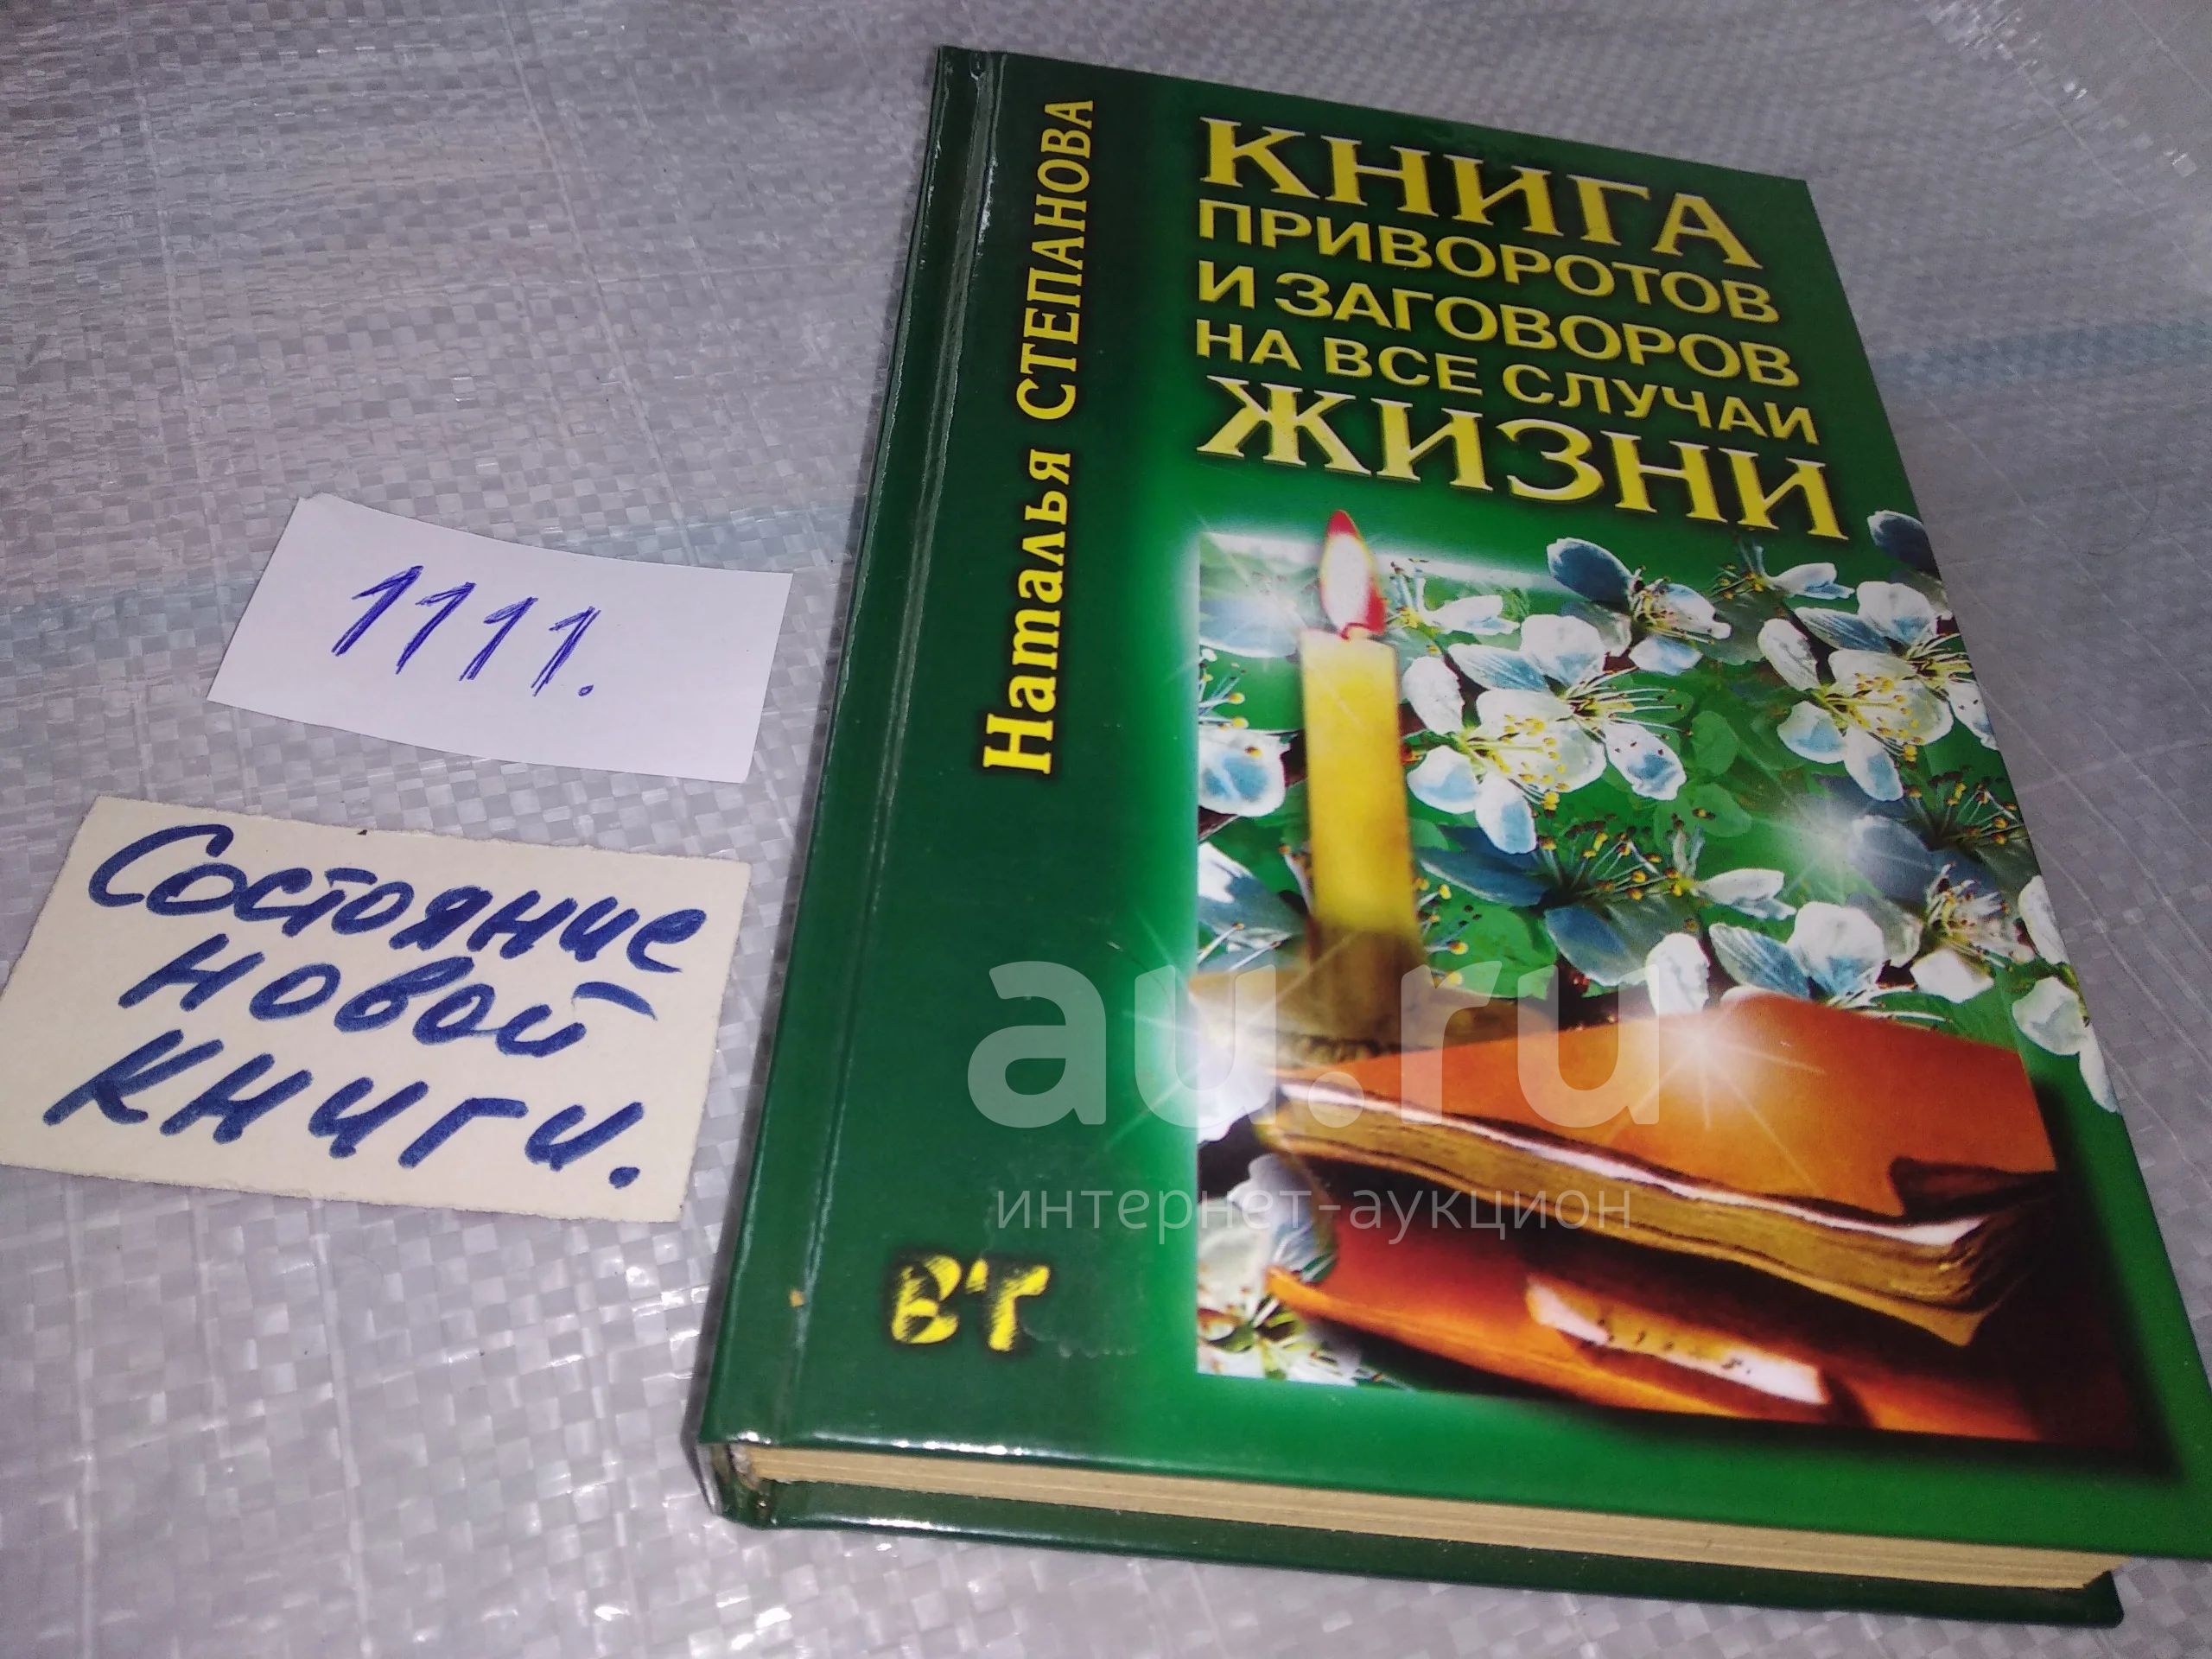 КНИГА
ПРИВОРОТОВ
И ЗАГОВОРОВ
НА ВСЕ СЛУЧАИ
ЖИЗНИ
Наталья СТЕПАНОВА
1111.
Состояние
новой
книги.
au.ru
интернет-аукцион
ВТ